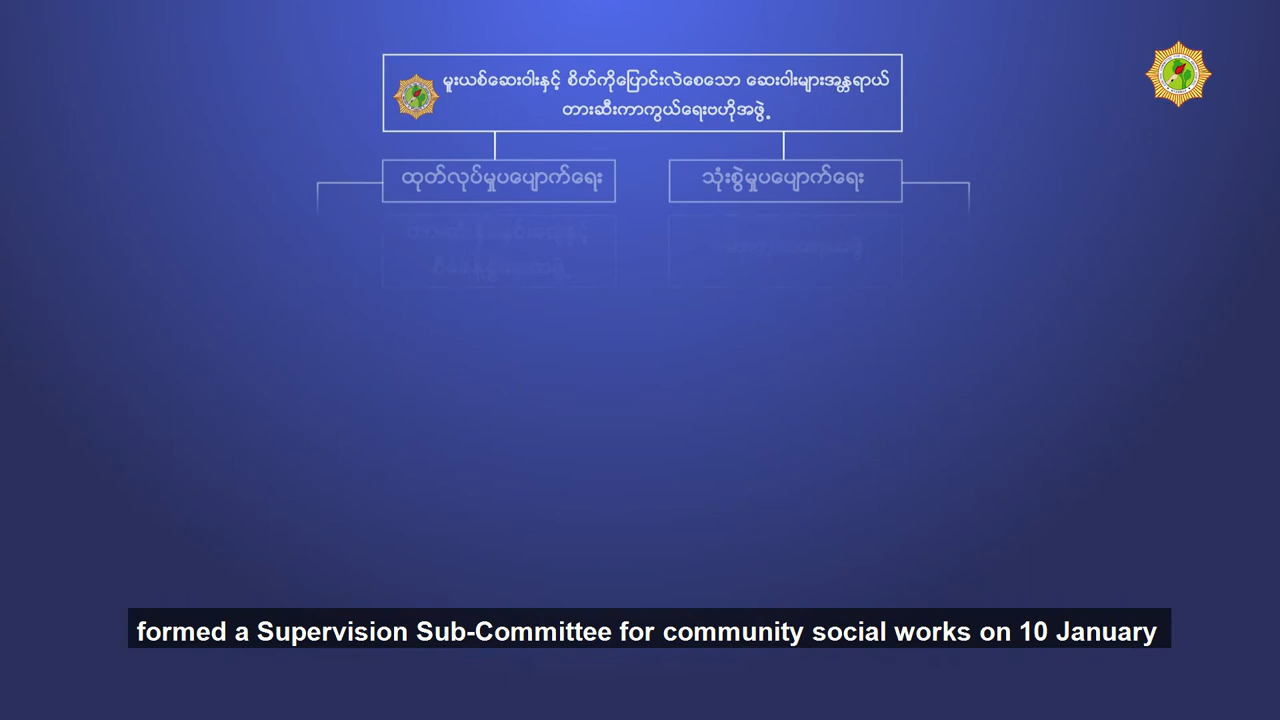 မူးယစ်ဆေးဝါးနှင့် စိတ်ကိုပြောင်းလဲစေသော ဆေးဝါးများအန္တရာယ်
တားဆီးကာကွယ်ရေးဗဟိုအဖွဲ့
ထုတ်လုပ်မှုပပျောက်ရေး
သုံးစွဲမှုပပျောက်ရေး
formed a Supervision Sub-Committee for community social works on 10 January